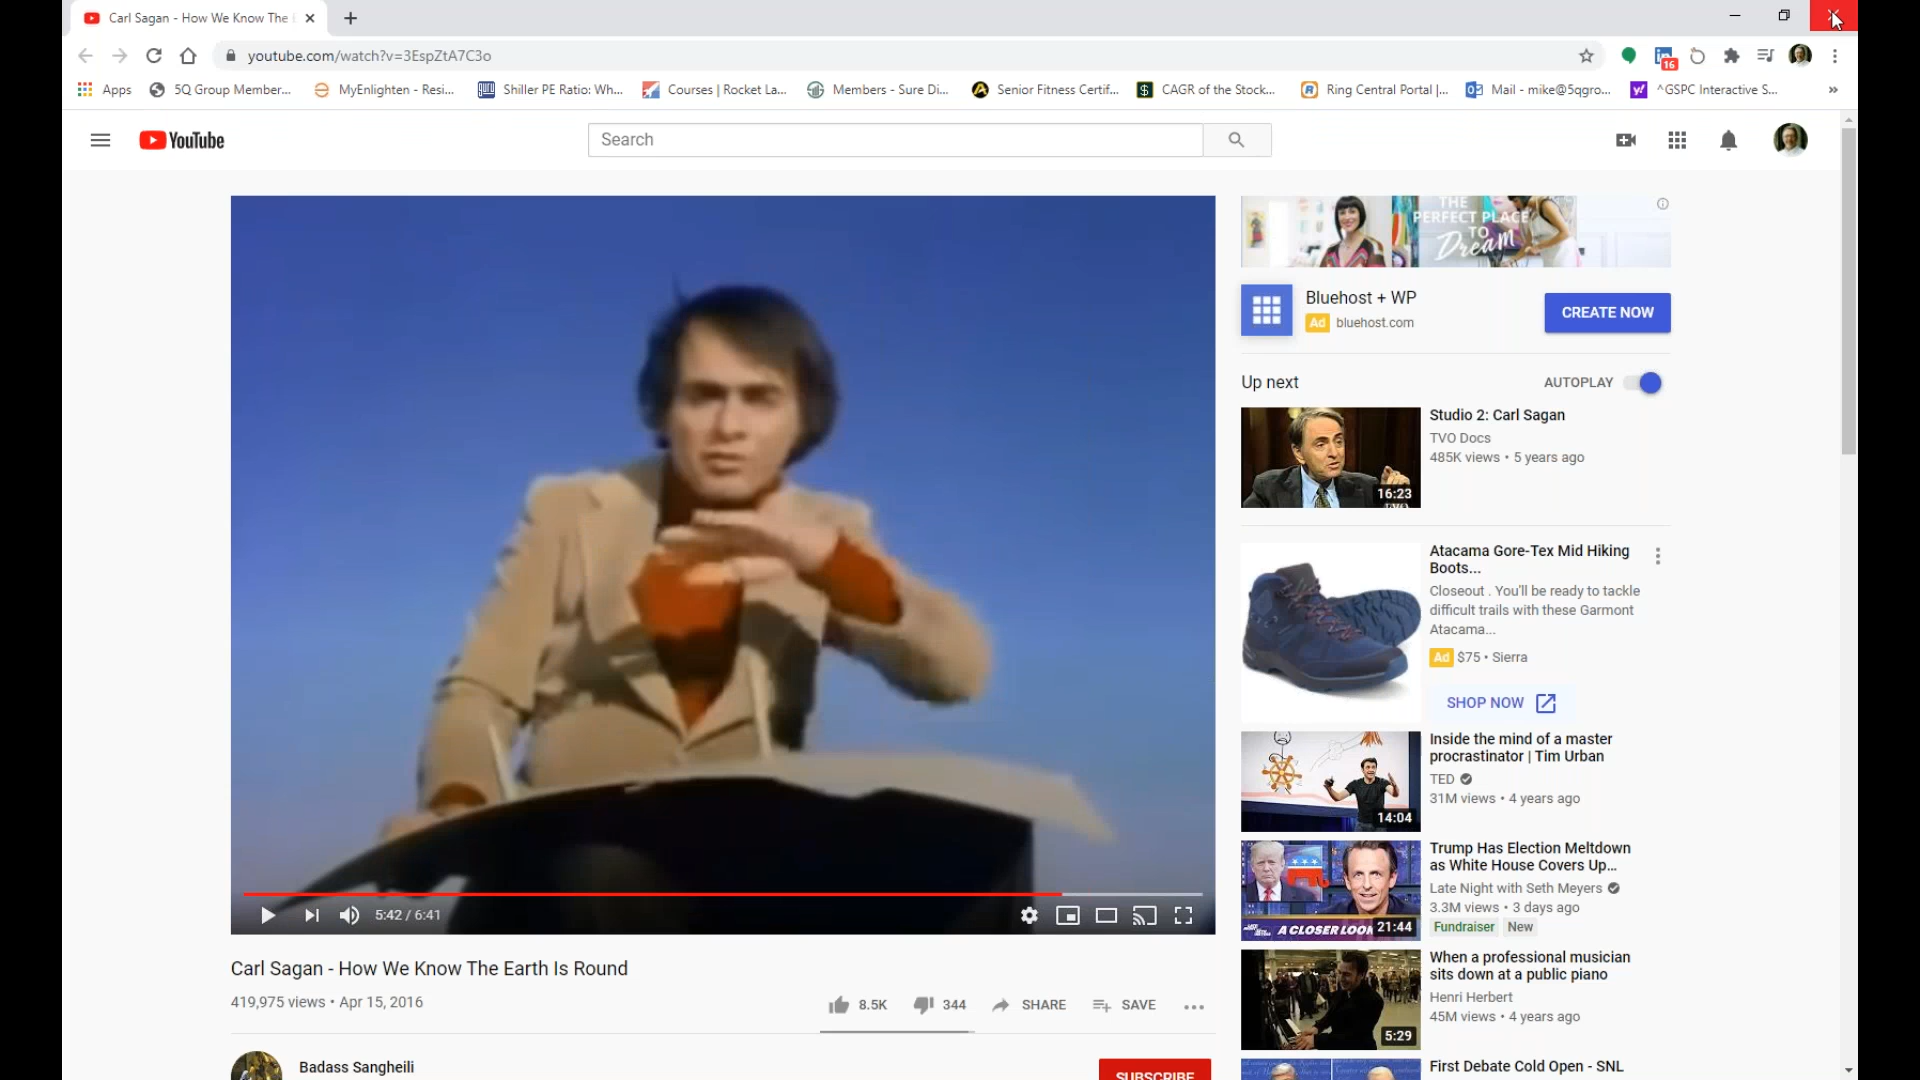 Carl Sagan - How We Know The
youtube.com/watch?v=3EspZtA7C3o
16
Apps
5Q Group Member...
MyEnlighten - Resi...
Shiller PE Ratio: Wh...
Courses | Rocket La...
Members - Sure Di...
Senior Fitness Certif...
CAGR of the Stock...
Ring Central Portal |...
Mail - mike@5qgro...
^GSPC Interactive S...
»
YouTube
Search
THE
PERFECT PLACE
TO
Dream
Bluehost + WP
Ad bluehost.com
CREATE NOW
Up next
AUTOPLAY
Studio 2: Carl Sagan
TVO Docs
485K views • 5 years ago
16:23
Atacama Gore-Tex Mid Hiking
Boots...
Closeout . You'll be ready to tackle
difficult trails with these Garmont
Atacama...
Ad $75 • Sierra
SHOP NOW
Inside the mind of a master
procrastinator | Tim Urban
TED
31M views • 4 years ago
14:04
Trump Has Election Meltdown
as White House Covers Up...
Late Night with Seth Meyers
3.3M views • 3 days ago
Fundraiser New
A CLOSER LOOK
21:44
When a professional musician
sits down at a public piano
Henri Herbert
45M views • 4 years ago
5:29
First Debate Cold Open - SNL
5:42 / 6:41
Carl Sagan - How We Know The Earth Is Round
419,975 views • Apr 15, 2016
8.5K
344
SHARE
SAVE
Badass Sangheili
SUBSCRIBE